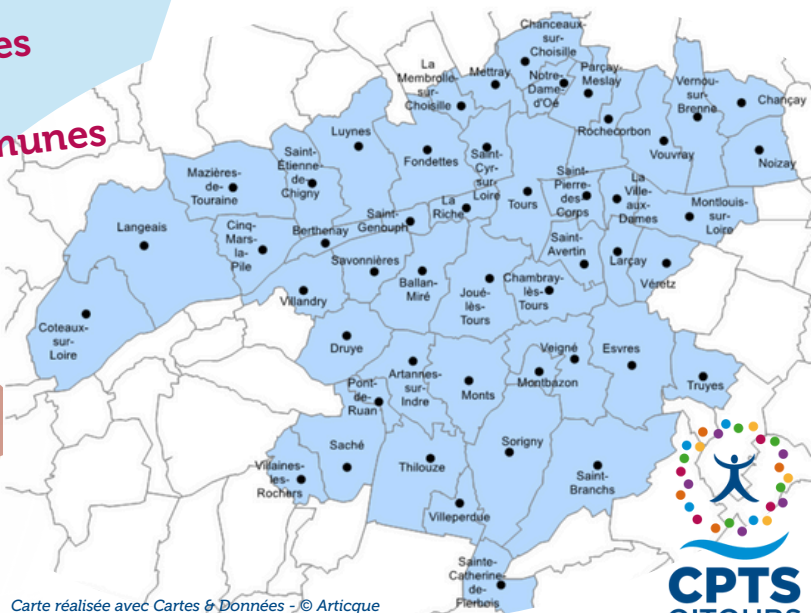 es
munes
Chanceaux-
sur-
Choisille
La
Membrolle-
sur-
Choisille
Mettray
Notre-
Dame-
d'Oé
Parçay-
Meslay
Vernou-
sur-
Brenne
Chançay
Rochecorbon
Luynes
Fondettes
Saint-
Cyr-
sur-
Loire
Vouvray
Noizay
Saint-
Étienne-
de-
Chigny
Mazières-
de-
Touraine
Saint-
Pierre-
des-
Corps
La
Ville-
aux-
Dames
Montlouis-
sur-
Loire
Langeais
Cinq-
Mars-
la-
Pile
Berthenay
Saint-
Genouph
La
Riche
Tours
Saint-
Avertin
Larçay
Véretz
Savonnières
Villandry
Ballan-
Miré
Joué-
lès-
Tours
Chambray-
lès-
Tours
Coteaux-
sur-
Loire
Druye
Artannes-
sur-
Indre
Pont-
de-
Ruan
Monts
Veigné
Montbazon
Esvres
Truyes
Saché
Villaines-
les-
Rochers
Thilouze
Sorigny
Saint-
Branchs
Villeperdue
Sainte-
Catherine-
de-
Fierbois
CPTS
Carte réalisée avec Cartes & Données - © Articque